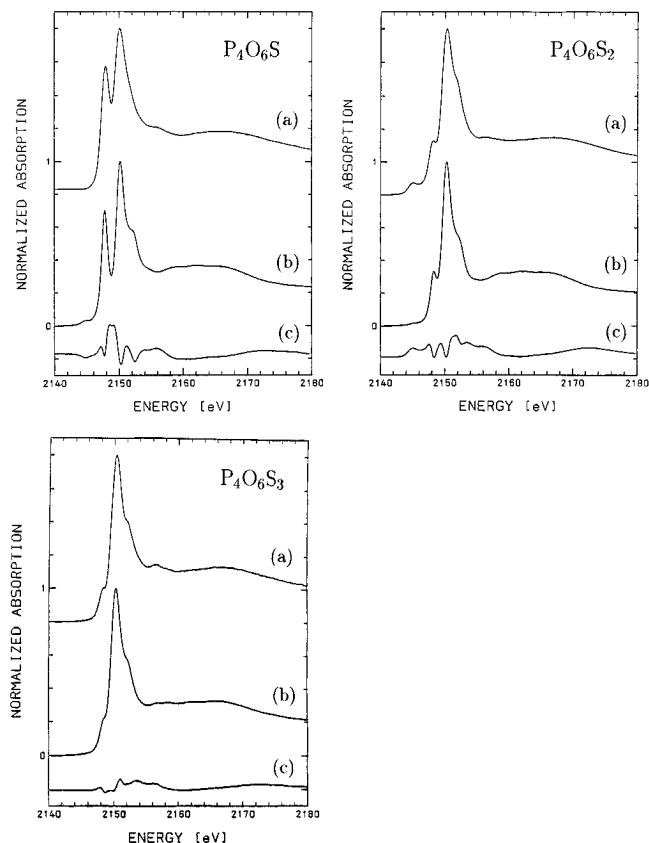 P₄O₆S
(a)
(b)
(c)
NORMALIZED ABSORPTION
1
0
2140 2150 2160 2170 2180
ENERGY [eV]
P₄O₆S₂
(a)
(b)
(c)
NORMALIZED ABSORPTION
1
0
2140 2150 2160 2170 2180
ENERGY [eV]
P₄O₆S₃
(a)
(b)
(c)
NORMALIZED ABSORPTION
1
0
2140 2150 2160 2170 2180
ENERGY [eV]